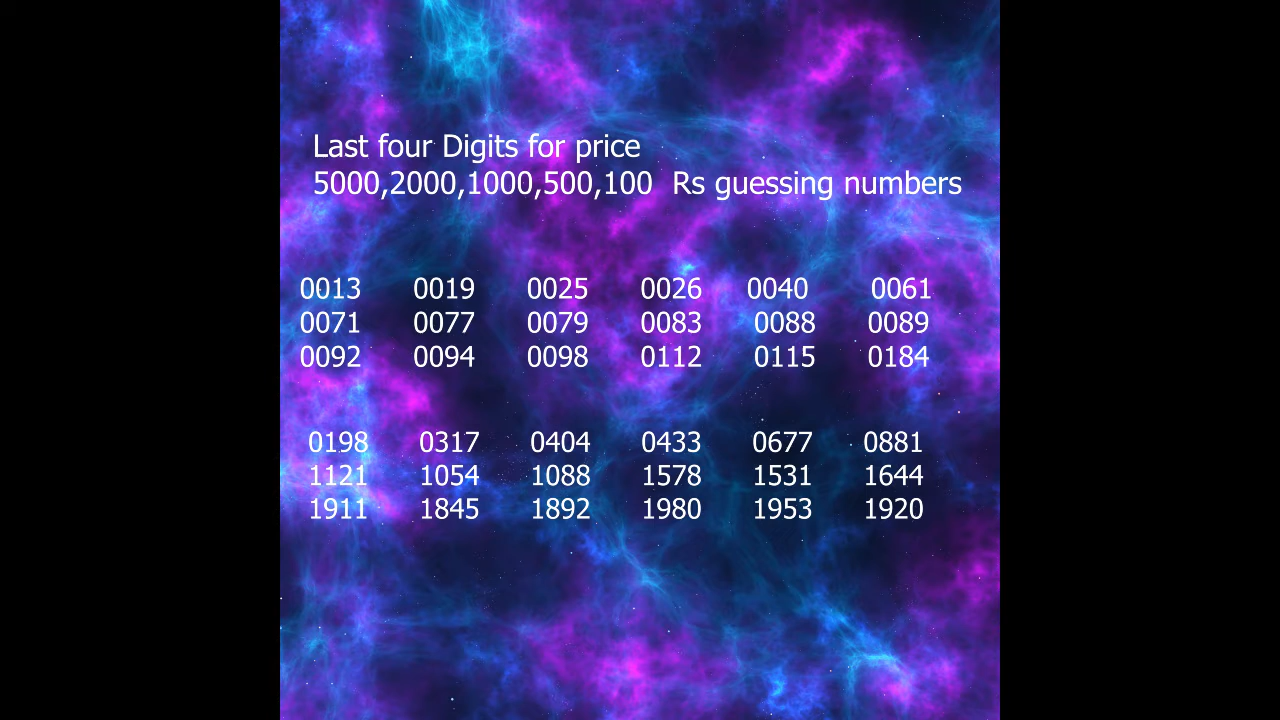 Last four Digits for price
5000,2000,1000,500,100 Rs guessing numbers
0013 0019 0025 0026 0040 0061
0071 0077 0079 0083 0088 0089
0092 0094 0098 0112 0115 0184
0198 0317 0404 0433 0677 0881
1121 1054 1088 1578 1531 1644
1911 1845 1892 1980 1953 1920